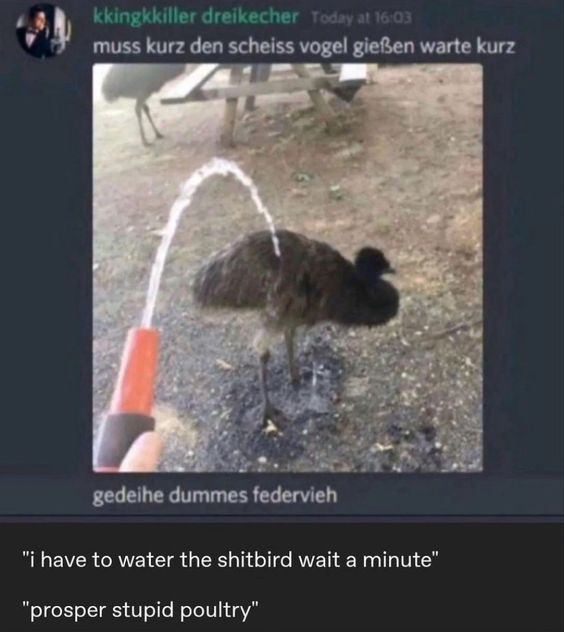 kkingkkiller dreikecher Today at 16:03
muss kurz den scheiss vogel gießen warte kurz
gedeihe dummes federvieh
"i have to water the shitbird wait a minute"
"prosper stupid poultry"